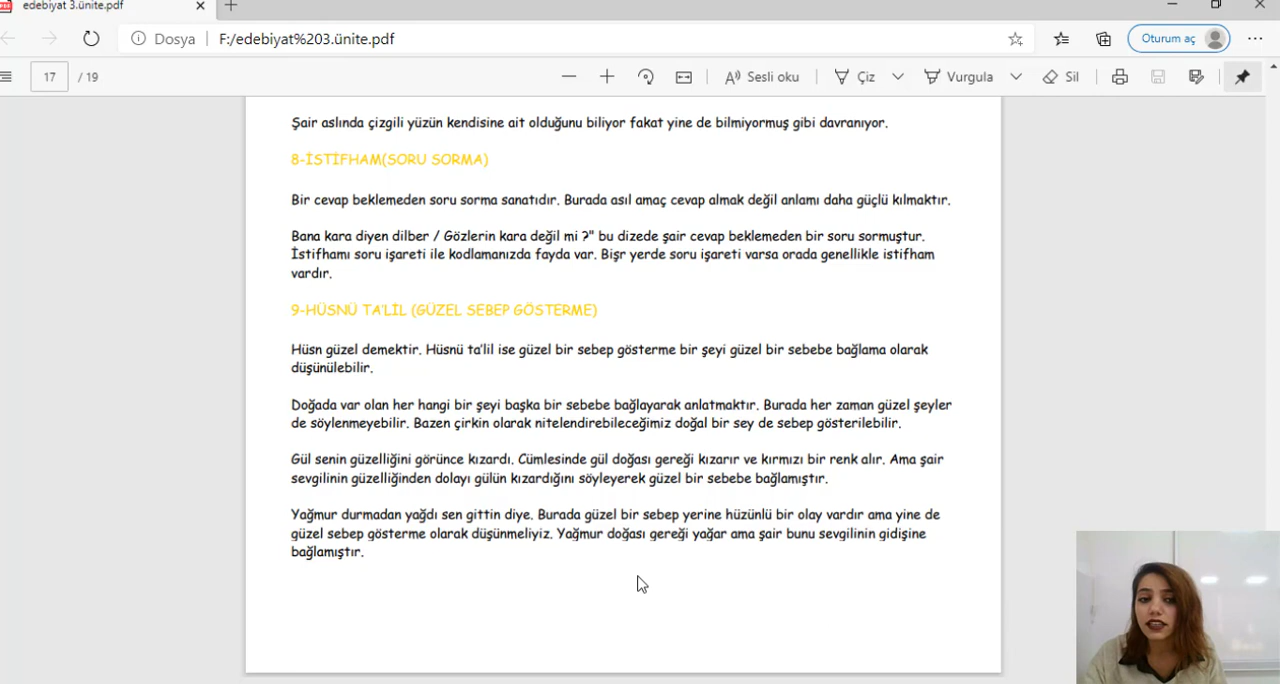 edebiyat 3.ünite.pdf
Dosya
F:/edebiyat%203.ünite.pdf
Oturum aç
17 / 19
Sesli oku
Çiz
Vurgula
Sil
Şair aslında çizgili yüzün kendisine ait olduğunu biliyor fakat yine de bilmiyormuş gibi davranıyor.
8-İSTİFHAM(SORU SORMA)
Bir cevap beklemeden soru sorma sanatıdır. Burada asıl amaç cevap almak değil anlamı daha güçlü kılmaktır.
Bana kara diyen dilber / Gözlerin kara değil mi ?" bu dizede şair cevap beklemeden bir soru sormuştur.
İstifhamı soru işareti ile kodlamanızda fayda var. Bişr yerde soru işareti varsa orada genellikle istifham
vardır.
9-HÜSNÜ TA'LİL (GÜZEL SEBEP GÖSTERME)
Hüsn güzel demektir. Hüsnü ta'lil ise güzel bir sebep gösterme bir şeyi güzel bir sebebe bağlama olarak
düşünülebilir.
Doğada var olan her hangi bir şeyi başka bir sebebe bağlayarak anlatmaktır. Burada her zaman güzel şeyler
de söylenmeyebilir. Bazen çirkin olarak nitelendirebileceğimiz doğal bir sey de sebep gösterilebilir.
Gül senin güzelliğini görünce kızardı. Cümlesinde gül doğası gereği kızarır ve kırmızı bir renk alır. Ama şair
sevgilinin güzelliğinden dolayı gülün kızardığını söyleyerek güzel bir sebebe bağlamıştır.
Yağmur durmadan yağdı sen gittin diye. Burada güzel bir sebep yerine hüzünlü bir olay vardır ama yine de
güzel sebep gösterme olarak düşünmeliyiz. Yağmur doğası gereği yağar ama şair bunu sevgilinin gidişine
bağlamıştır.